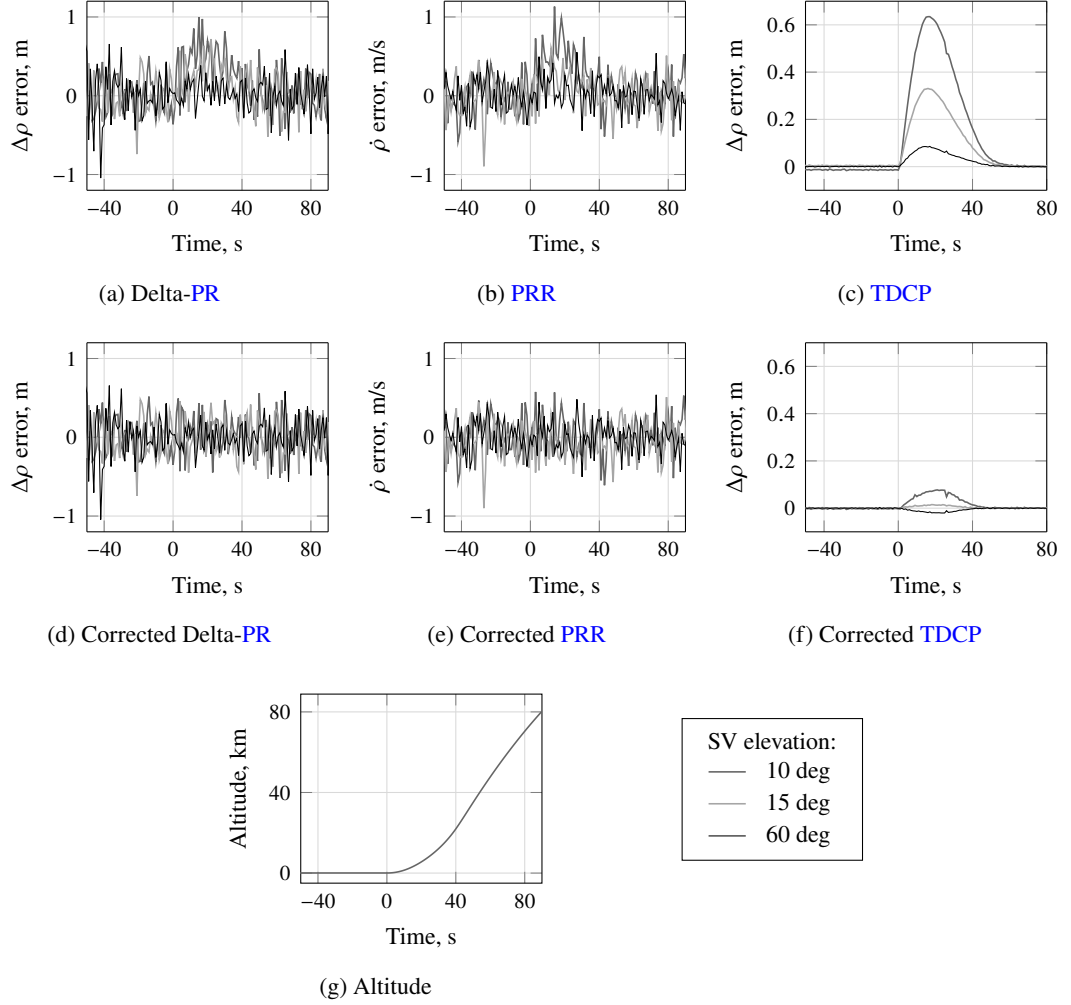 1
0
−1
Δρ error, m
−40 0 40 80
Time, s
(a) Delta-PR
1
0
−1
ρ̇ error, m/s
−40 0 40 80
Time, s
(b) PRR
0.6
0.4
0.2
0
Δρ error, m
−40 0 40 80
Time, s
(c) TDCP
1
0
−1
Δρ error, m
−40 0 40 80
Time, s
(d) Corrected Delta-PR
1
0
−1
ρ̇ error, m/s
−40 0 40 80
Time, s
(e) Corrected PRR
0.6
0.4
0.2
0
Δρ error, m
−40 0 40 80
Time, s
(f) Corrected TDCP
80
40
0
Altitude, km
−40 0 40 80
Time, s
(g) Altitude
SV elevation:
10 deg
15 deg
60 deg